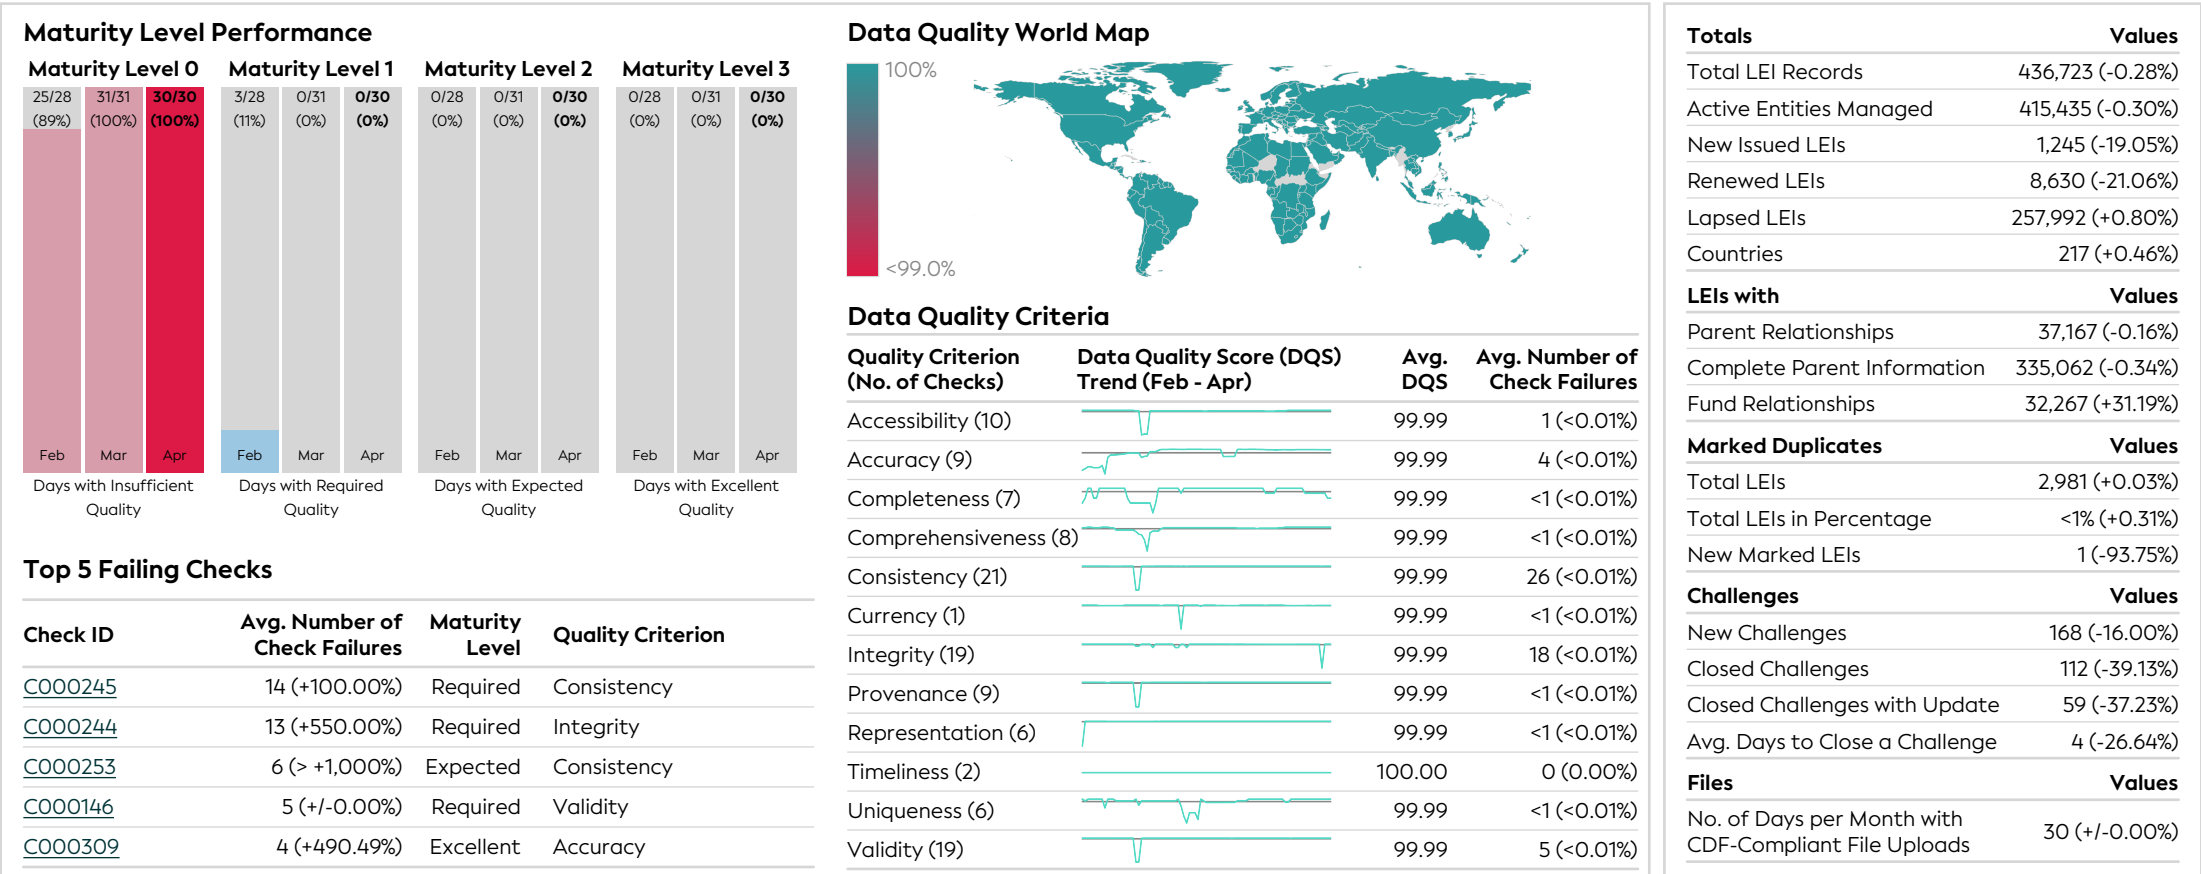 Maturity Level Performance
Maturity Level 0
25/28 31/31 30/30
(89%) (100%) (100%)
Feb Mar Apr
Days with Insufficient
Quality
Maturity Level 1
3/28 0/31 0/30
(11%) (0%) (0%)
Feb Mar Apr
Days with Required
Quality
Maturity Level 2
0/28 0/31 0/30
(0%) (0%) (0%)
Feb Mar Apr
Days with Expected
Quality
Maturity Level 3
0/28 0/31 0/30
(0%) (0%) (0%)
Feb Mar Apr
Days with Excellent
Quality
Top 5 Failing Checks
Check ID Avg. Number of Check Failures Maturity Level Quality Criterion
C000245 14 (+100.00%) Required Consistency
C000244 13 (+550.00%) Required Integrity
C000253 6 (> +1,000%) Expected Consistency
C000146 5 (+/-0.00%) Required Validity
C000309 4 (+490.49%) Excellent Accuracy
Data Quality World Map
100%
<99.0%
Data Quality Criteria
Quality Criterion Data Quality Score (DQS) Avg. Avg. Number of
(No. of Checks) Trend (Feb - Apr) DQS Check Failures
Accessibility (10) 99.99 1 (<0.01%)
Accuracy (9) 99.99 4 (<0.01%)
Completeness (7) 99.99 <1 (<0.01%)
Comprehensiveness (8) 99.99 <1 (<0.01%)
Consistency (21) 99.99 26 (<0.01%)
Currency (1) 99.99 <1 (<0.01%)
Integrity (19) 99.99 18 (<0.01%)
Provenance (9) 99.99 <1 (<0.01%)
Representation (6) 99.99 <1 (<0.01%)
Timeliness (2) 100.00 0 (0.00%)
Uniqueness (6) 99.99 <1 (<0.01%)
Validity (19) 99.99 5 (<0.01%)
Totals Values
Total LEI Records 436,723 (-0.28%)
Active Entities Managed 415,435 (-0.30%)
New Issued LEIs 1,245 (-19.05%)
Renewed LEIs 8,630 (-21.06%)
Lapsed LEIs 257,992 (+0.80%)
Countries 217 (+0.46%)
LEIs with Values
Parent Relationships 37,167 (-0.16%)
Complete Parent Information 335,062 (-0.34%)
Fund Relationships 32,267 (+31.19%)
Marked Duplicates Values
Total LEIs 2,981 (+0.03%)
Total LEIs in Percentage <1% (+0.31%)
New Marked LEIs 1 (-93.75%)
Challenges Values
New Challenges 168 (-16.00%)
Closed Challenges 112 (-39.13%)
Closed Challenges with Update 59 (-37.23%)
Avg. Days to Close a Challenge 4 (-26.64%)
Files Values
No. of Days per Month with
CDF-Compliant File Uploads 30 (+/-0.00%)